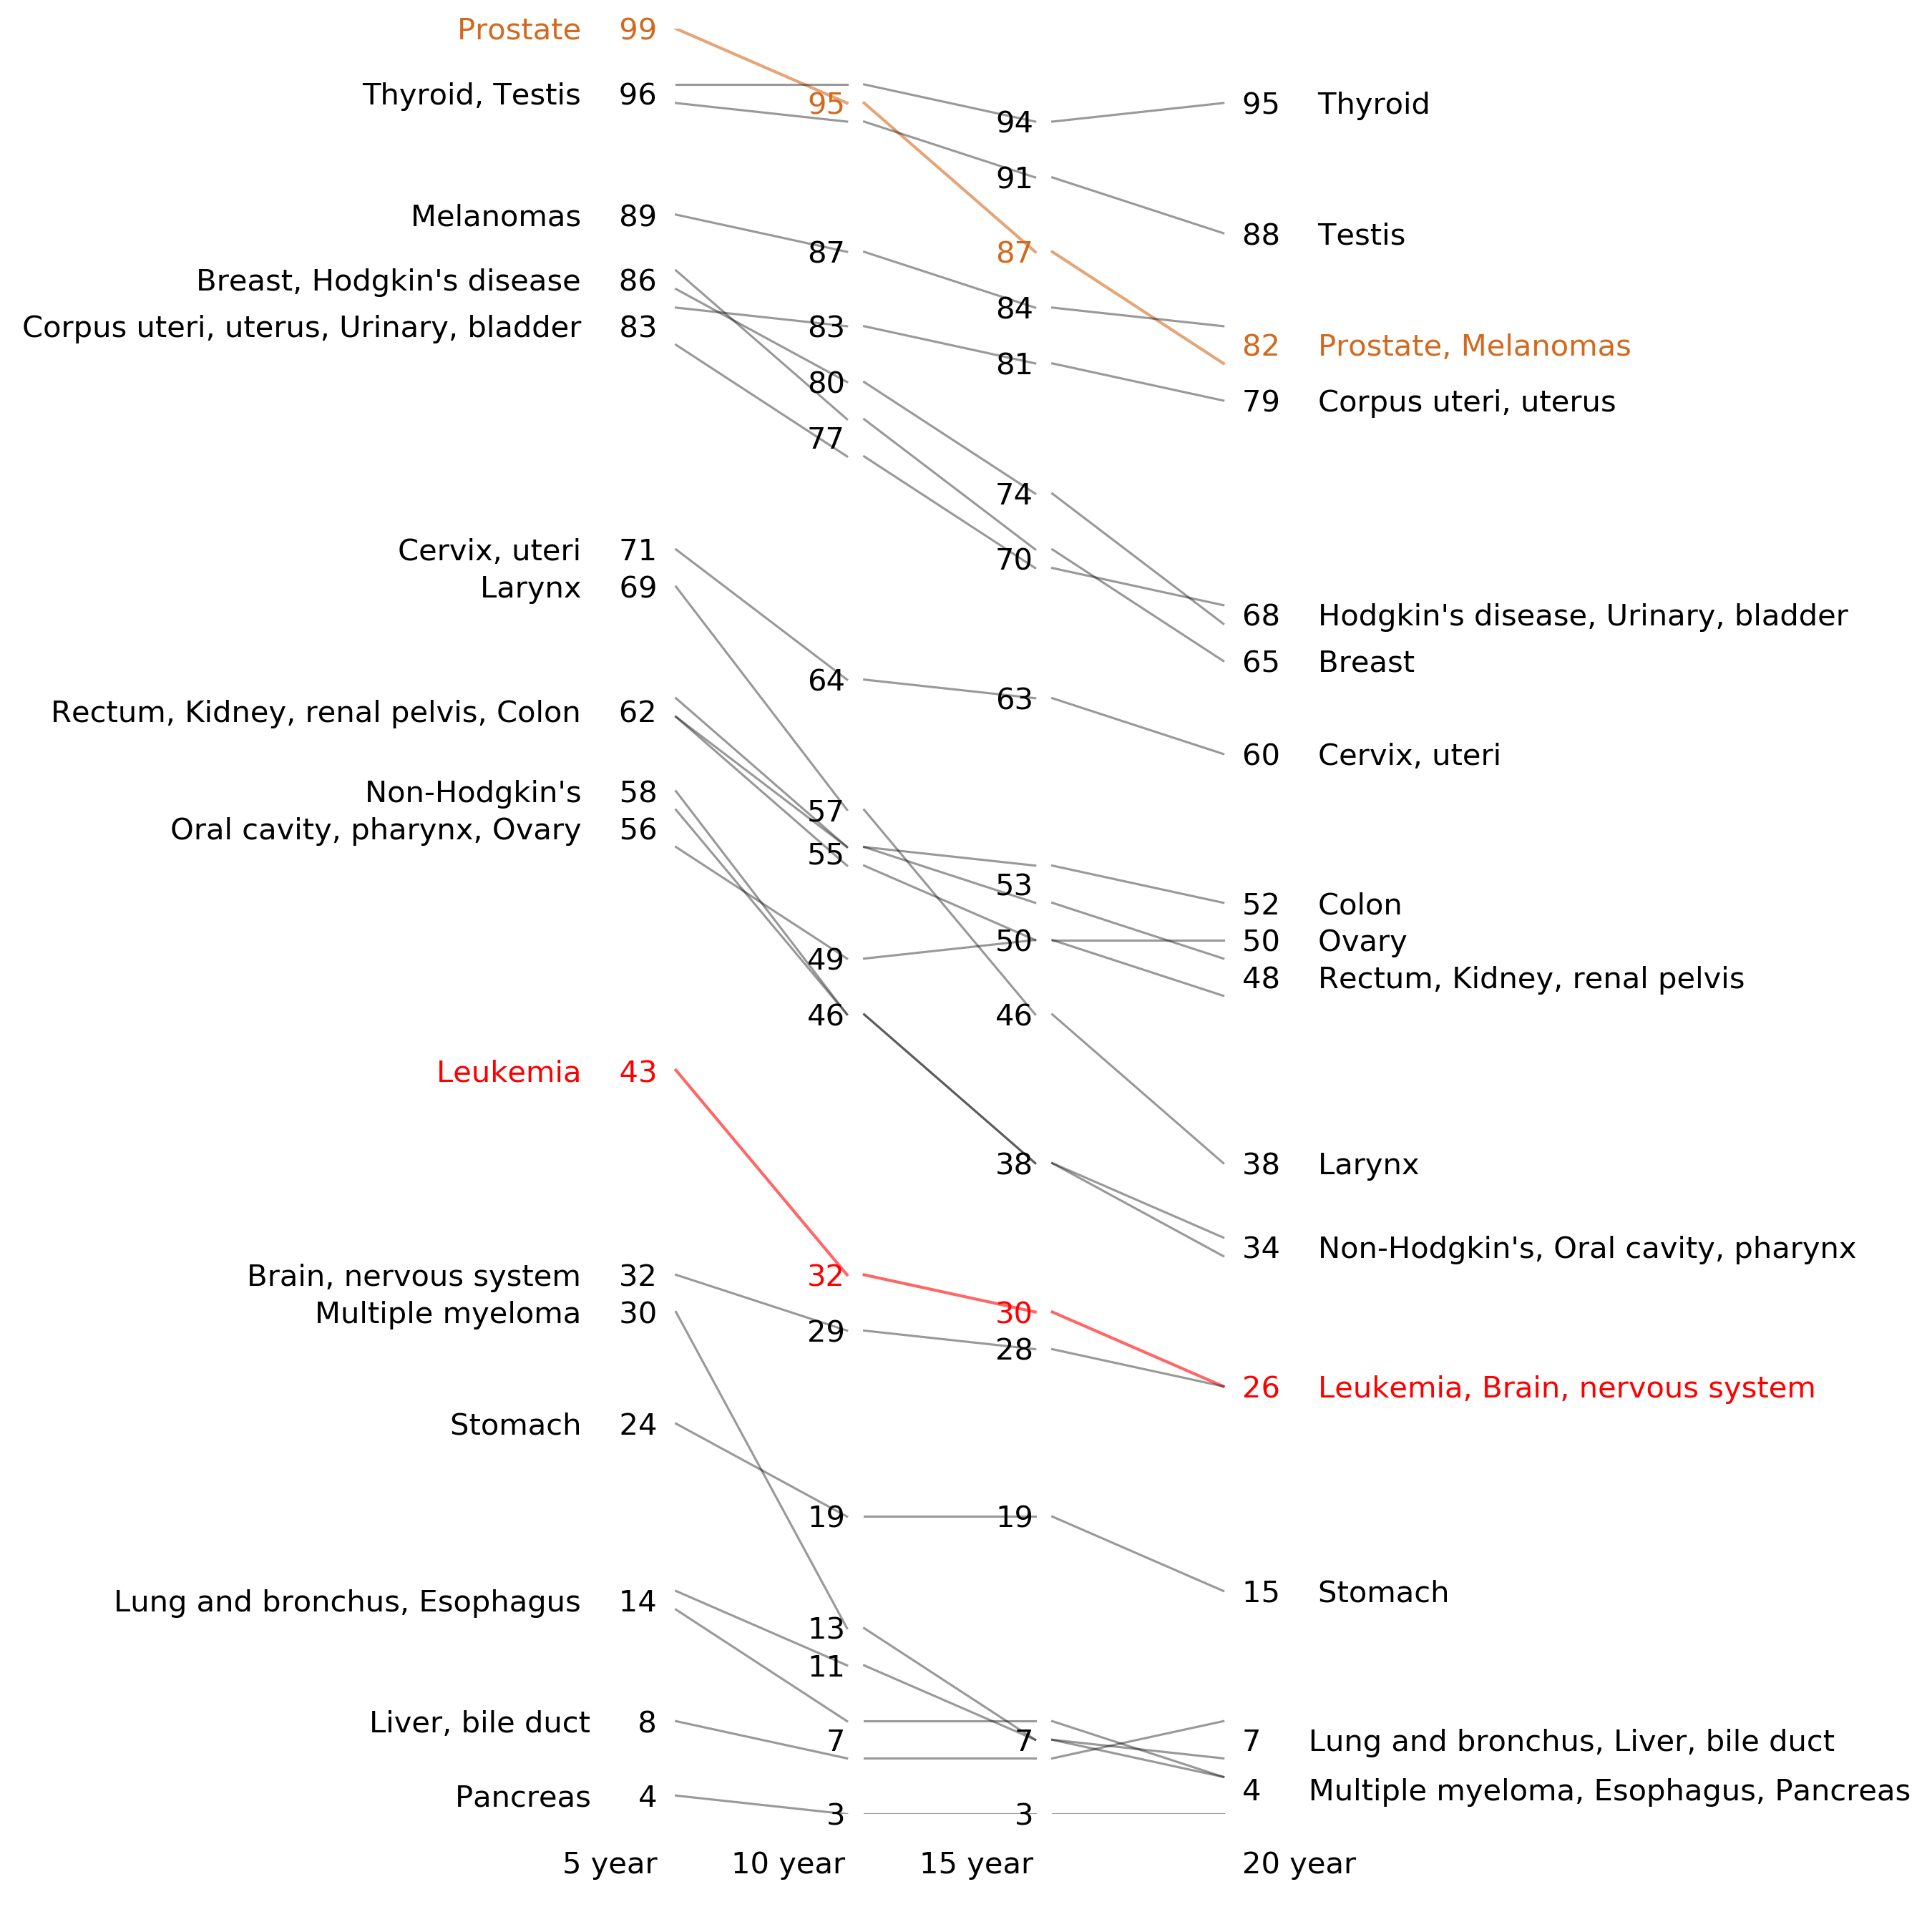 Prostate 99
95
Thyroid, Testis 96
95 Thyroid
94
91
Melanomas 89
88 Testis
87
87
Breast, Hodgkin's disease 86
84
Corpus uteri, uterus, Urinary, bladder 83
83
82 Prostate, Melanomas
81
80
79 Corpus uteri, uterus
77
74
Cervix, uteri 71
70
Larynx 69
68 Hodgkin's disease, Urinary, bladder
65 Breast
64
63
Rectum, Kidney, renal pelvis, Colon 62
60 Cervix, uteri
Non-Hodgkin's 58
57
Oral cavity, pharynx, Ovary 56
55
53
52 Colon
50
50 Ovary
49
48 Rectum, Kidney, renal pelvis
46
46
Leukemia 43
38
38 Larynx
34 Non-Hodgkin's, Oral cavity, pharynx
Brain, nervous system 32
32
Multiple myeloma 30
30
29
28
26 Leukemia, Brain, nervous system
Stomach 24
19
19
15 Stomach
Lung and bronchus, Esophagus 14
13
11
Liver, bile duct 8
7
7
7 Lung and bronchus, Liver, bile duct
4 Multiple myeloma, Esophagus, Pancreas
Pancreas 4
3
3
5 year 10 year 15 year 20 year